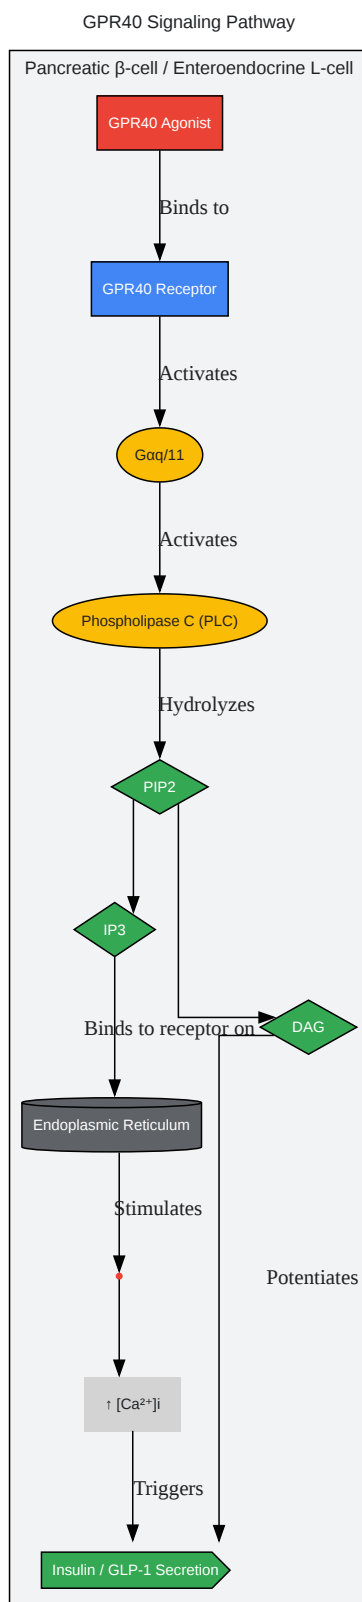 GPR40 Signaling Pathway
Pancreatic β-cell / Enteroendocrine L-cell
GPR40 Agonist
Binds to
GPR40 Receptor
Activates
Gαq/11
Activates
Phospholipase C (PLC)
Hydrolyzes
PIP2
IP3
DAG
Binds to receptor on
Endoplasmic Reticulum
Stimulates
Potentiates
↑ [Ca²⁺]i
Triggers
Insulin / GLP-1 Secretion